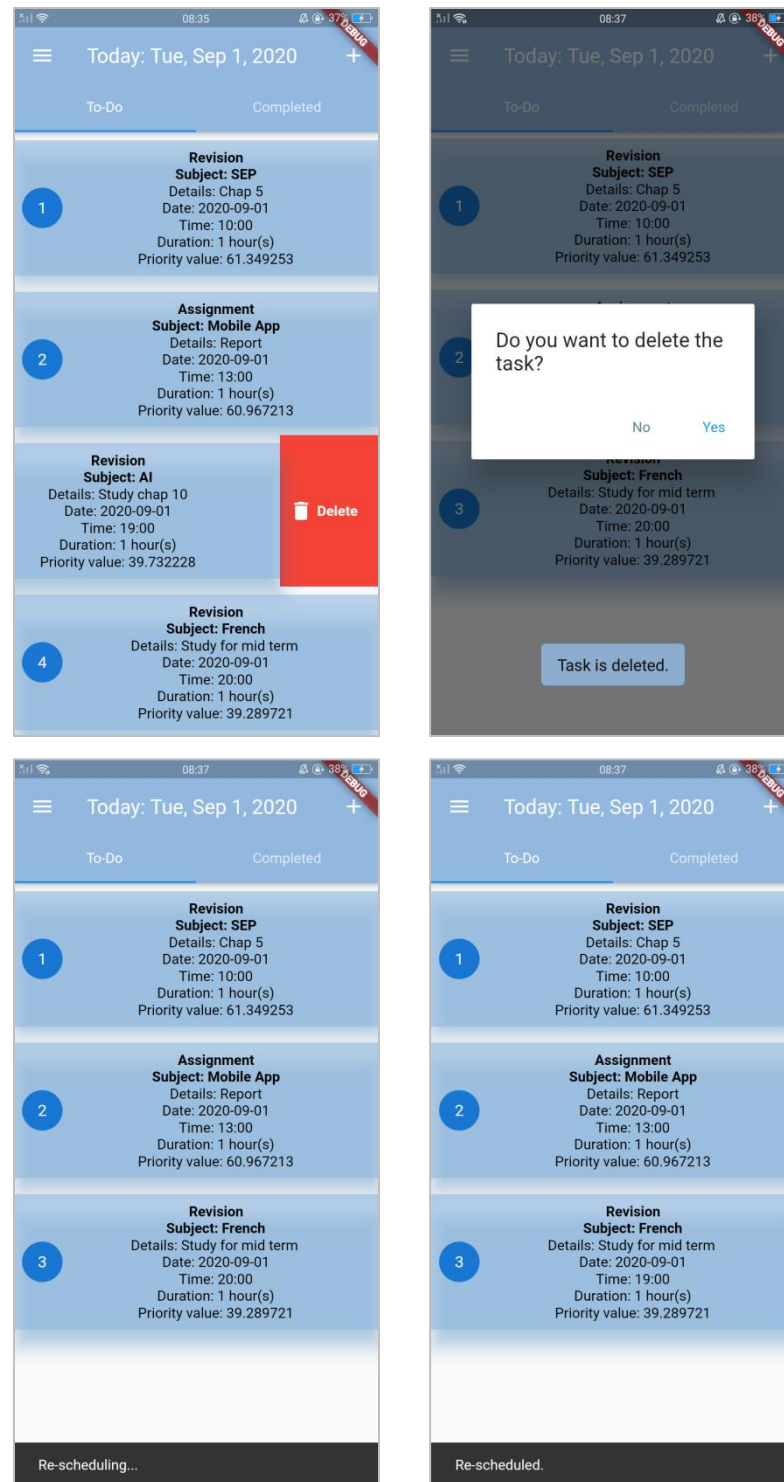 08:35
37%
DEBUG
Today: Tue, Sep 1, 2020
To-Do
Completed
1
Revision
Subject: SEP
Details: Chap 5
Date: 2020-09-01
Time: 10:00
Duration: 1 hour(s)
Priority value: 61.349253
2
Assignment
Subject: Mobile App
Details: Report
Date: 2020-09-01
Time: 13:00
Duration: 1 hour(s)
Priority value: 60.967213
Revision
Subject: AI
Details: Study chap 10
Date: 2020-09-01
Time: 19:00
Duration: 1 hour(s)
Priority value: 39.732228
Delete
4
Revision
Subject: French
Details: Study for mid term
Date: 2020-09-01
Time: 20:00
Duration: 1 hour(s)
Priority value: 39.289721
08:37
38%
DEBUG
Today: Tue, Sep 1, 2020
To-Do
Completed
1
Revision
Subject: SEP
Details: Chap 5
Date: 2020-09-01
Time: 10:00
Duration: 1 hour(s)
Priority value: 61.349253
2
Do you want to delete the
task?
No Yes
3
Revision
Subject: French
Details: Study for mid term
Date: 2020-09-01
Time: 20:00
Duration: 1 hour(s)
Priority value: 39.289721
Task is deleted.
08:37
38%
DEBUG
Today: Tue, Sep 1, 2020
To-Do
Completed
1
Revision
Subject: SEP
Details: Chap 5
Date: 2020-09-01
Time: 10:00
Duration: 1 hour(s)
Priority value: 61.349253
2
Assignment
Subject: Mobile App
Details: Report
Date: 2020-09-01
Time: 13:00
Duration: 1 hour(s)
Priority value: 60.967213
3
Revision
Subject: French
Details: Study for mid term
Date: 2020-09-01
Time: 20:00
Duration: 1 hour(s)
Priority value: 39.289721
Re-scheduling...
08:37
38%
DEBUG
Today: Tue, Sep 1, 2020
To-Do
Completed
1
Revision
Subject: SEP
Details: Chap 5
Date: 2020-09-01
Time: 10:00
Duration: 1 hour(s)
Priority value: 61.349253
2
Assignment
Subject: Mobile App
Details: Report
Date: 2020-09-01
Time: 13:00
Duration: 1 hour(s)
Priority value: 60.967213
3
Revision
Subject: French
Details: Study for mid term
Date: 2020-09-01
Time: 19:00
Duration: 1 hour(s)
Priority value: 39.289721
Re-scheduled.